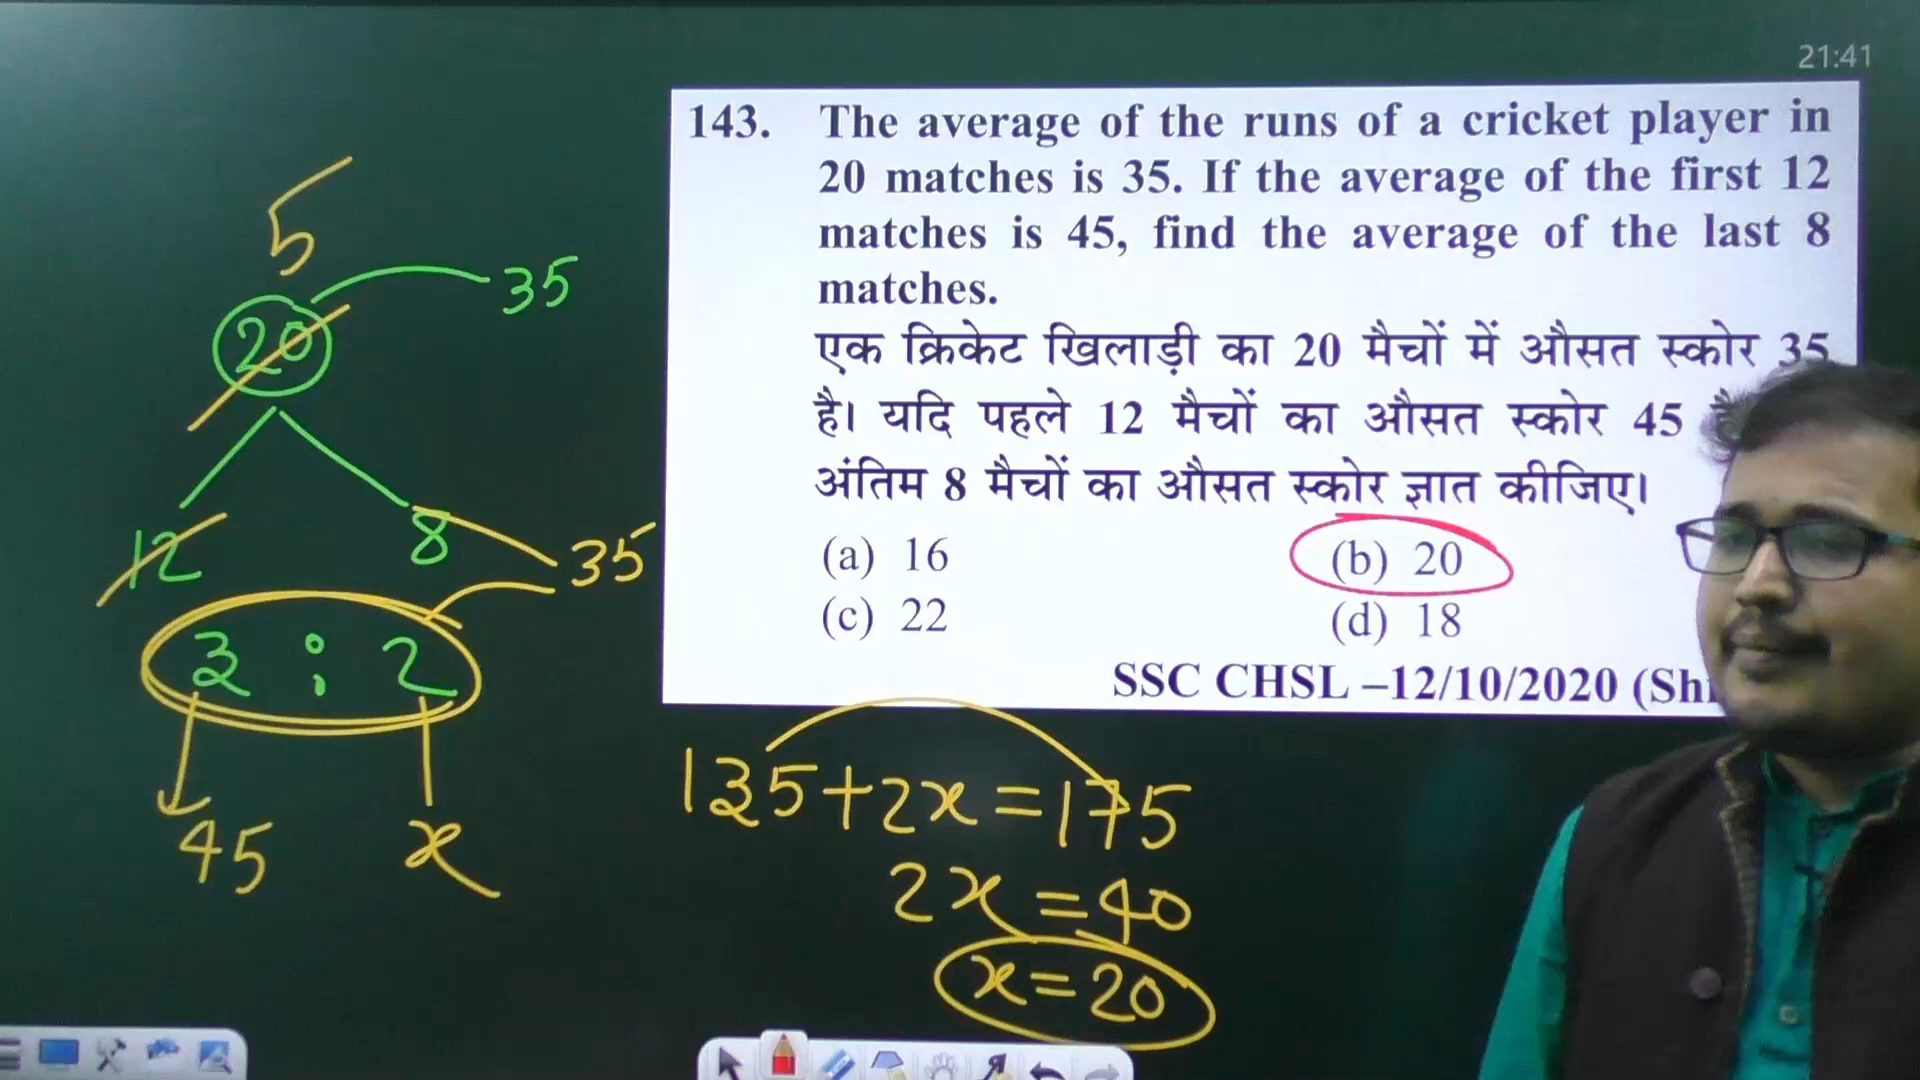 21:41
143. The average of the runs of a cricket player in
20 matches is 35. If the average of the first 12
matches is 45, find the average of the last 8
matches.
एक क्रिकेट खिलाड़ी का 20 मैचों में औसत स्कोर 35
है। यदि पहले 12 मैचों का औसत स्कोर 45
अंतिम 8 मैचों का औसत स्कोर ज्ञात कीजिए।
(a) 16 (b) 20
(c) 22 (d) 18
SSC CHSL –12/10/2020
5
20 35
12 8 35
3 : 2
45 x
135+2x=175
2x=40
x=20